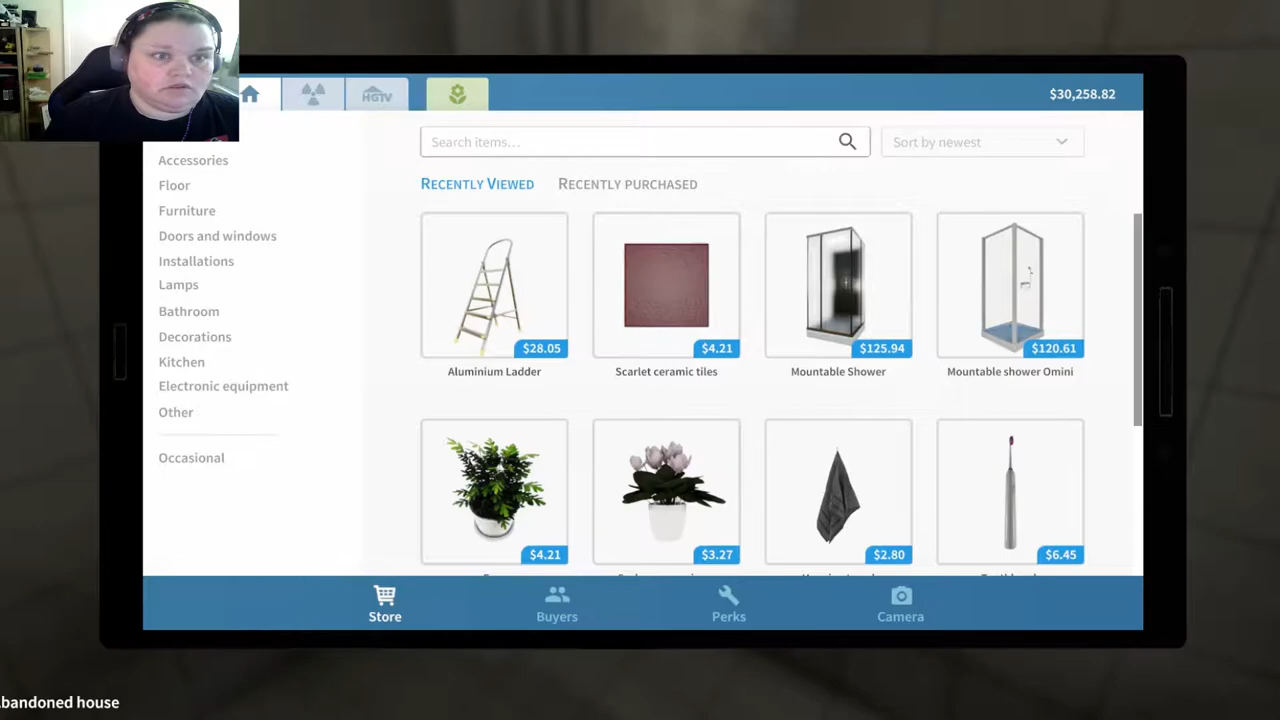 HGTV
$30,258.82
Search items...
Sort by newest
Accessories
Floor
Furniture
Doors and windows
Installations
Lamps
Bathroom
Decorations
Kitchen
Electronic equipment
Other
Occasional
RECENTLY VIEWED
RECENTLY PURCHASED
$28.05
$4.21
$125.94
$120.61
Aluminium Ladder
Scarlet ceramic tiles
Mountable Shower
Mountable shower Omini
$4.21
$3.27
$2.80
$6.45
Store
Buyers
Perks
Camera
bandoned house